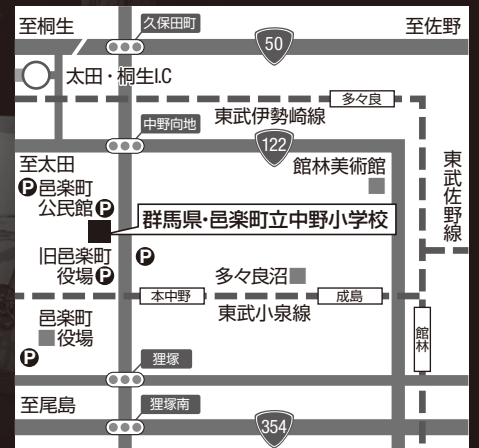 至桐生
久保田町
50
至佐野
太田・桐生I.C
多々良
東武伊勢崎線
中野向地
122
至太田
館林美術館
東武佐野線
P邑楽町
公民館P
群馬県・邑楽町立中野小学校
旧邑楽町
役場P
P
多々良沼
本中野
成島
東武小泉線
邑楽町
役場
P
館林
狸塚
至尾島
狸塚南
354